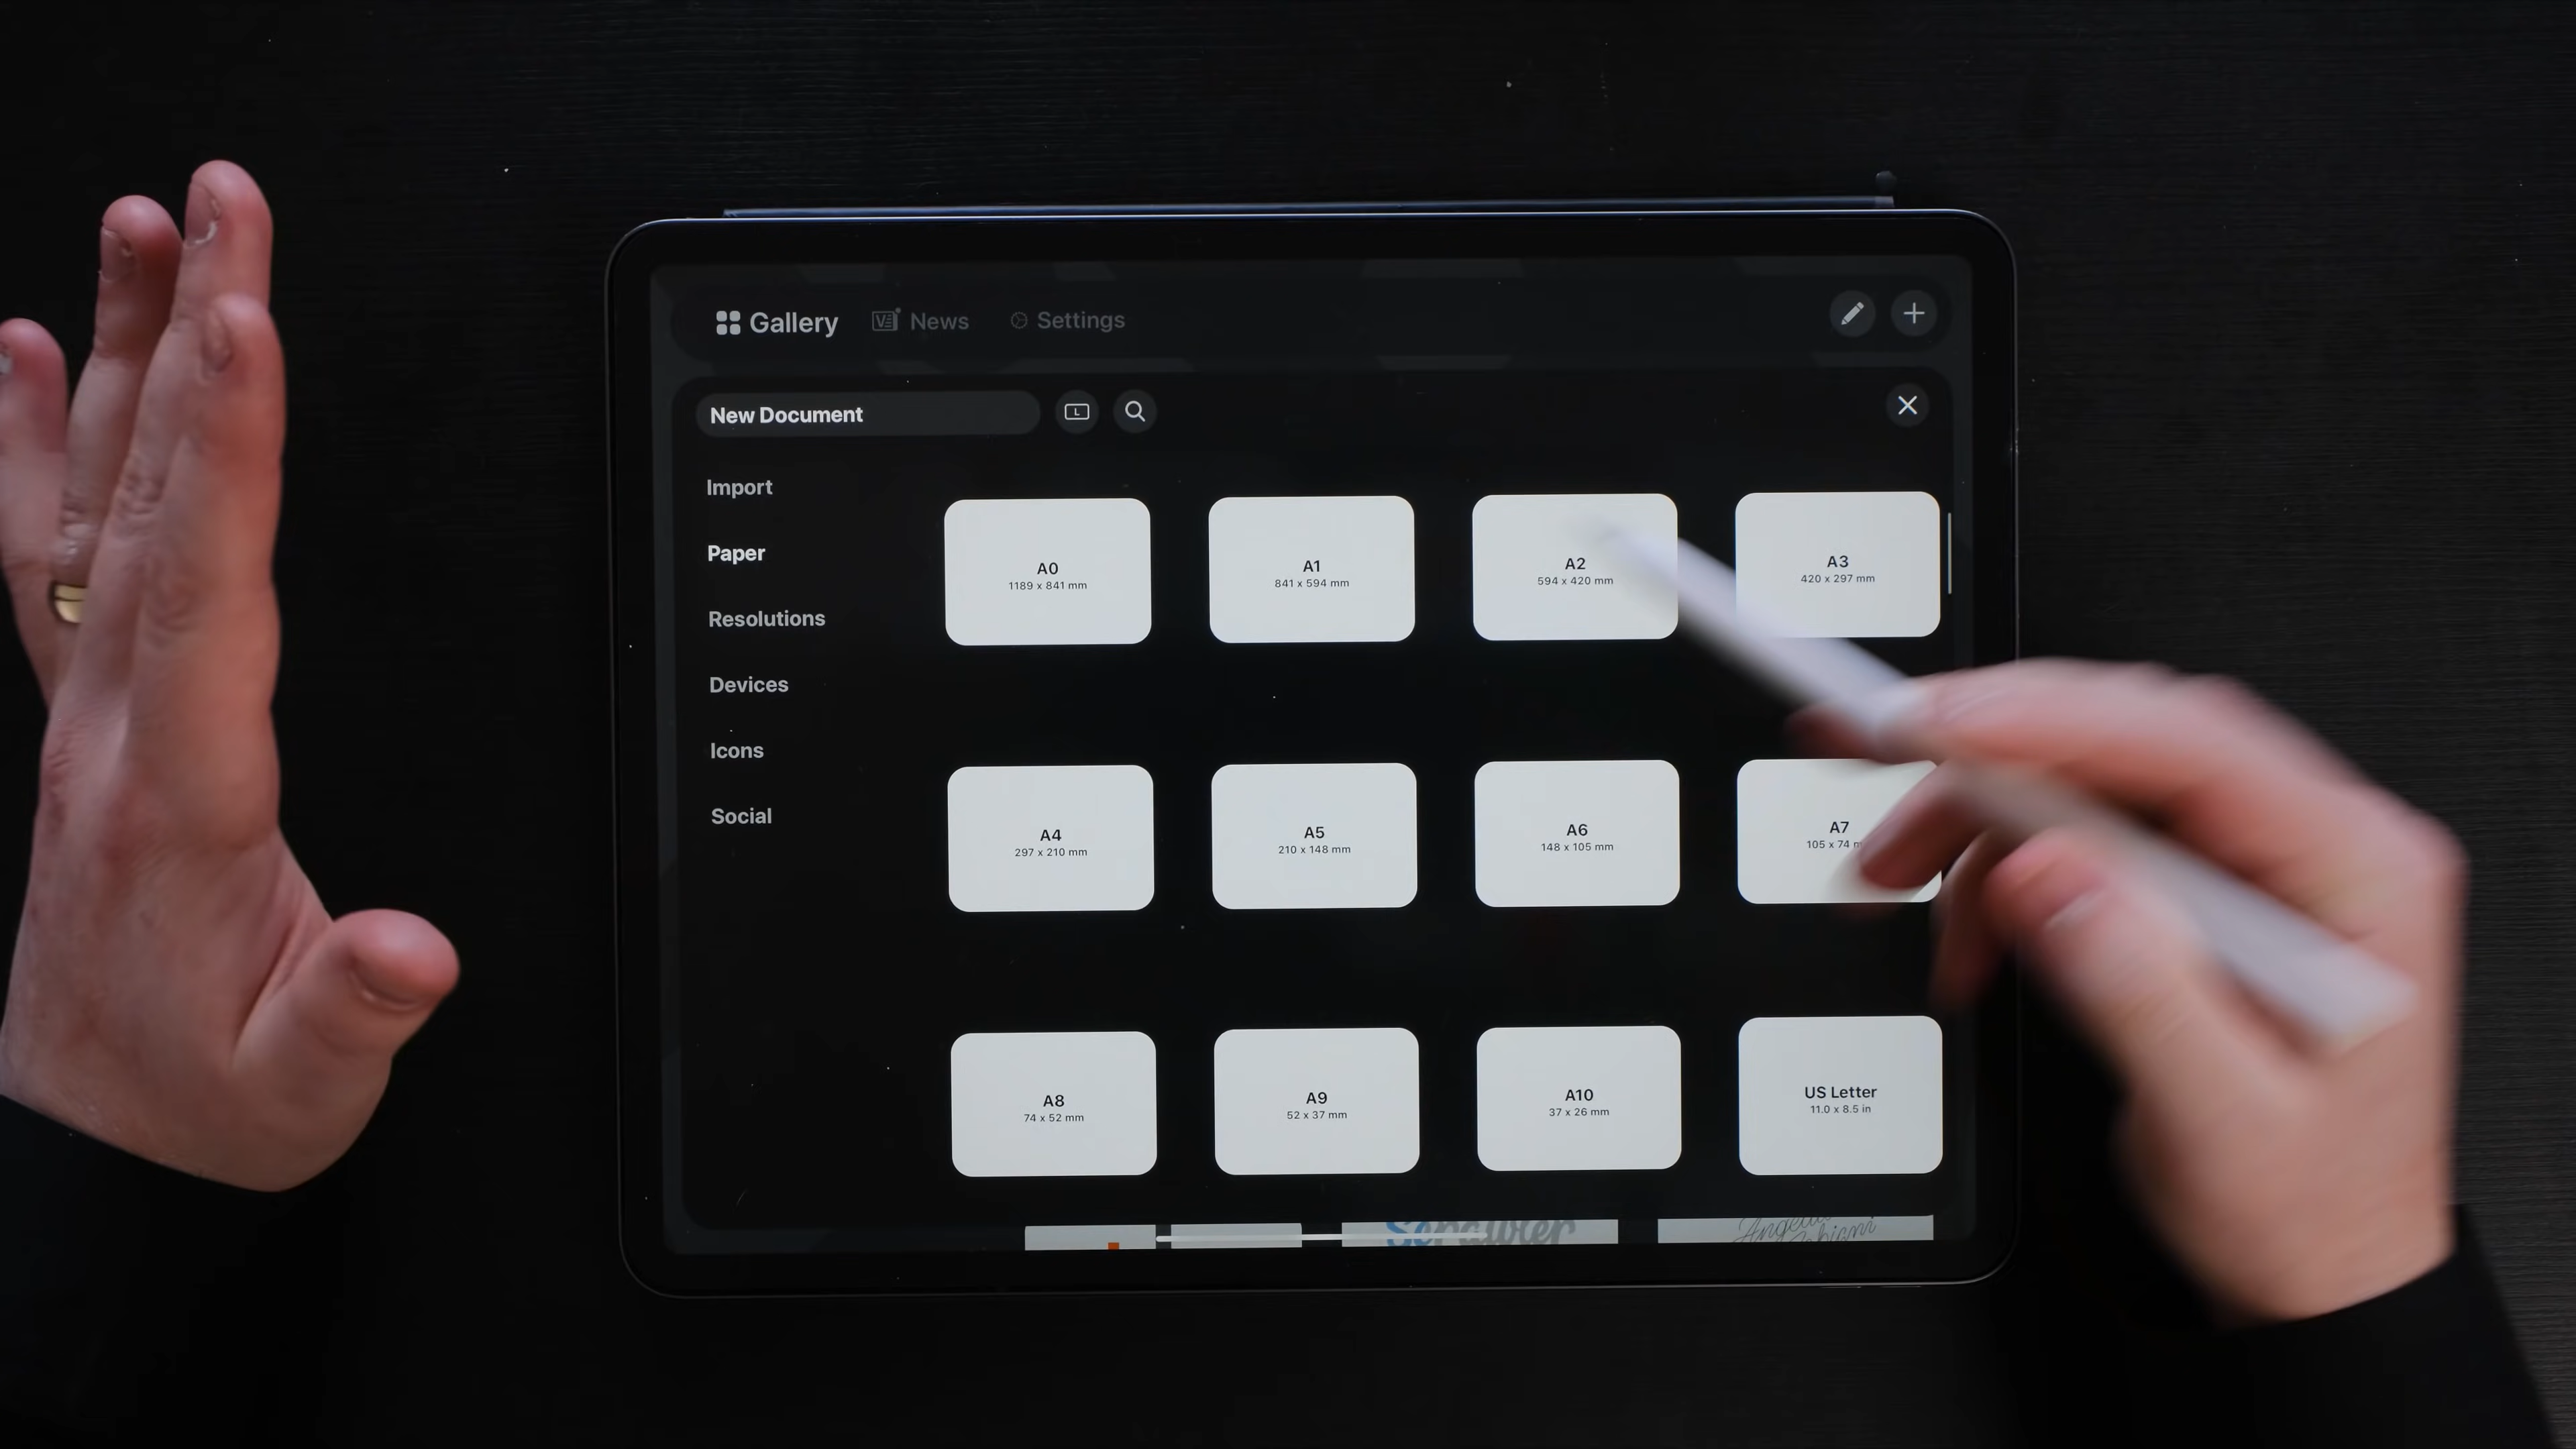 Gallery
News
Settings
New Document
L
Import
Paper
Resolutions
Devices
Icons
Social
A0
1189 x 841 mm
A1
841 x 594 mm
A2
594 x 420 mm
A3
420 x 297 mm
A4
297 x 210 mm
A5
210 x 148 mm
A6
148 x 105 mm
A7
105 x 74
A8
74 x 52 mm
A9
52 x 37 mm
A10
37 x 26 mm
US Letter
11.0 x 8.5 in